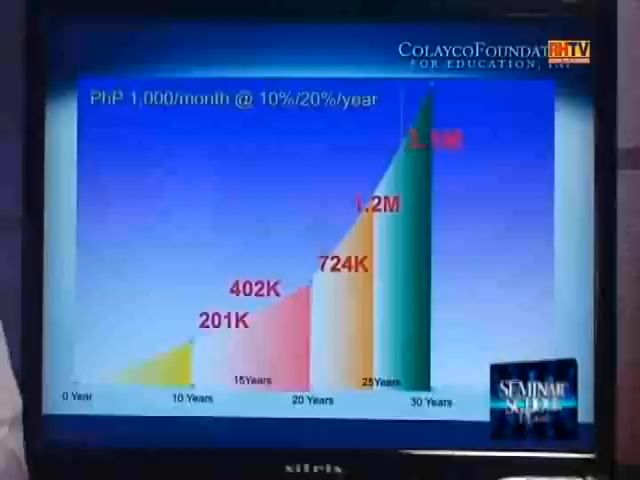 COLAYCOFOUNDAT
RHTV
FOR EDUCATION,
PhP 1,000/month @ 10%/20%/year
1.2M
724K
402K
201K
15Years
25Years
0 Year
10 Years
20 Years
30 Years
SEMINAR